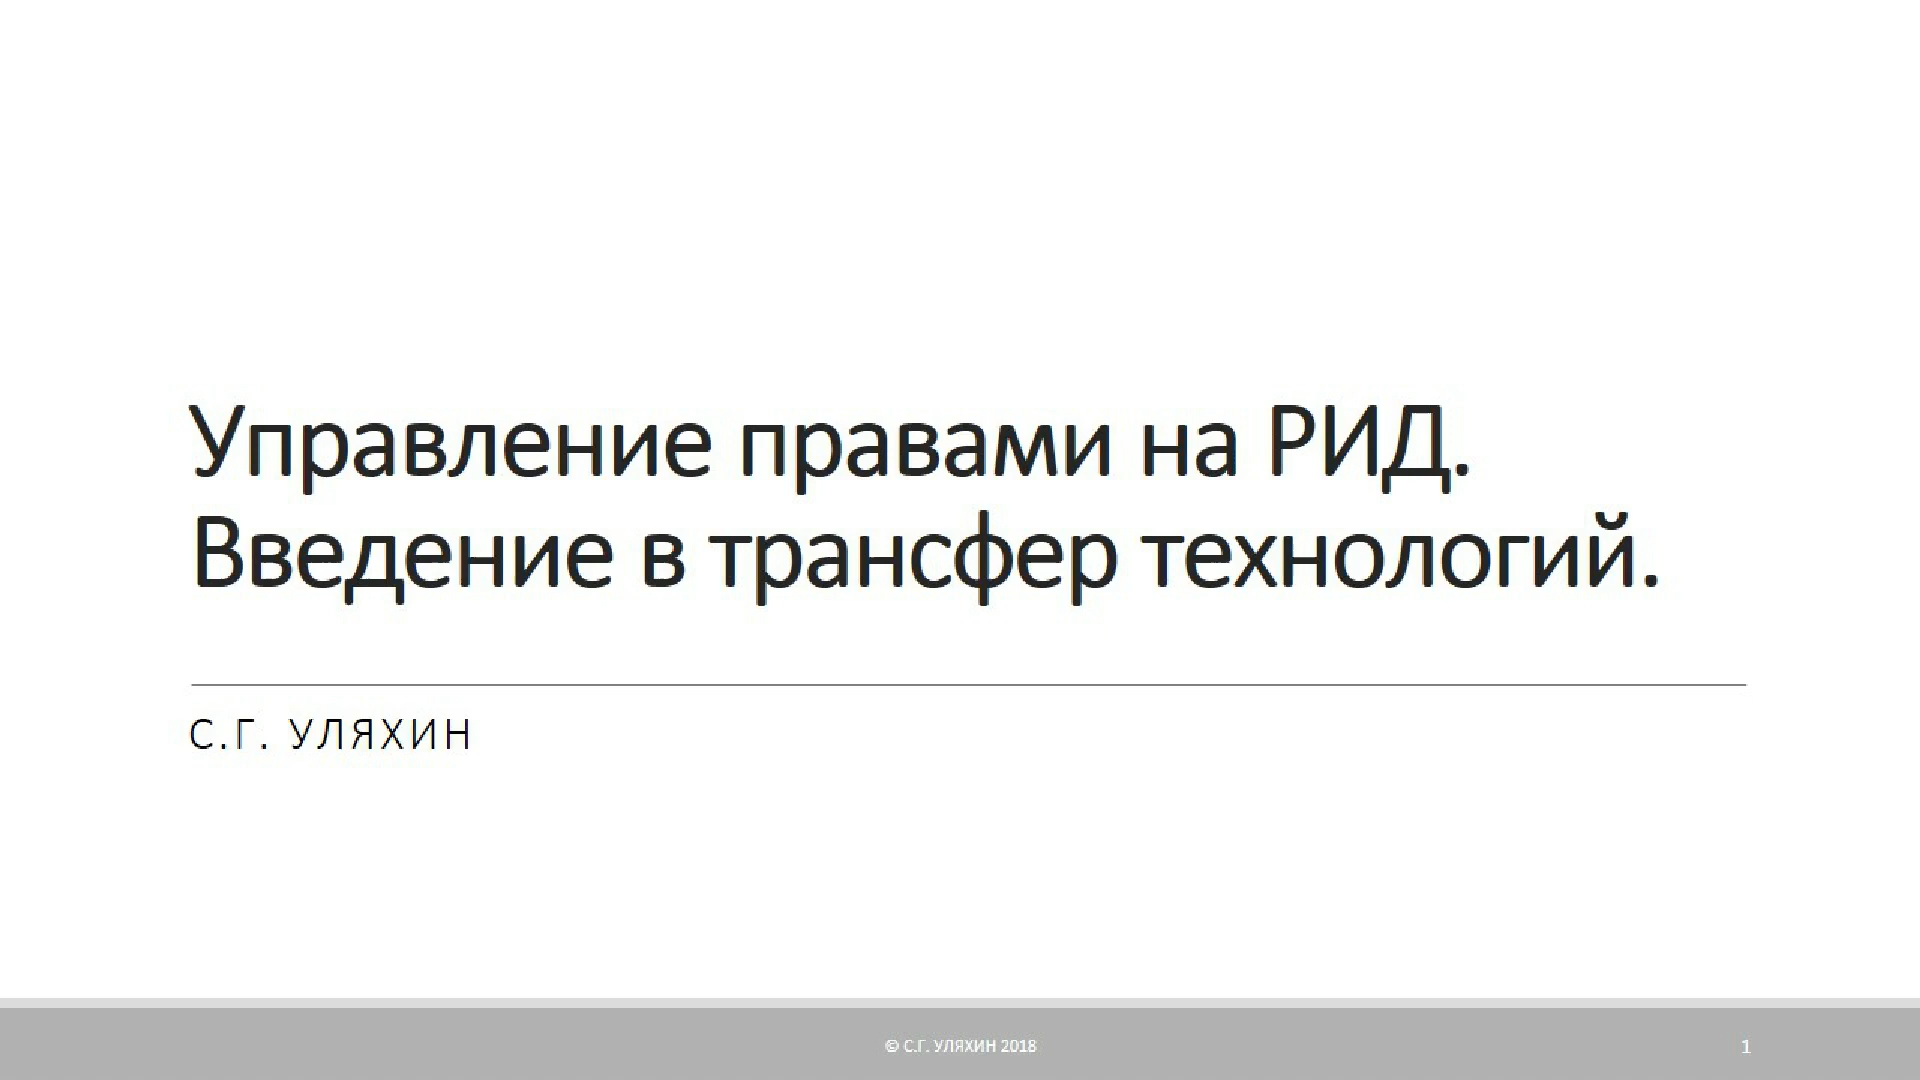 Управление правами на РИД.
Введение в трансфер технологий.
С.Г. УЛЯХИН
© С.Г. УЛЯХИН 2018
1